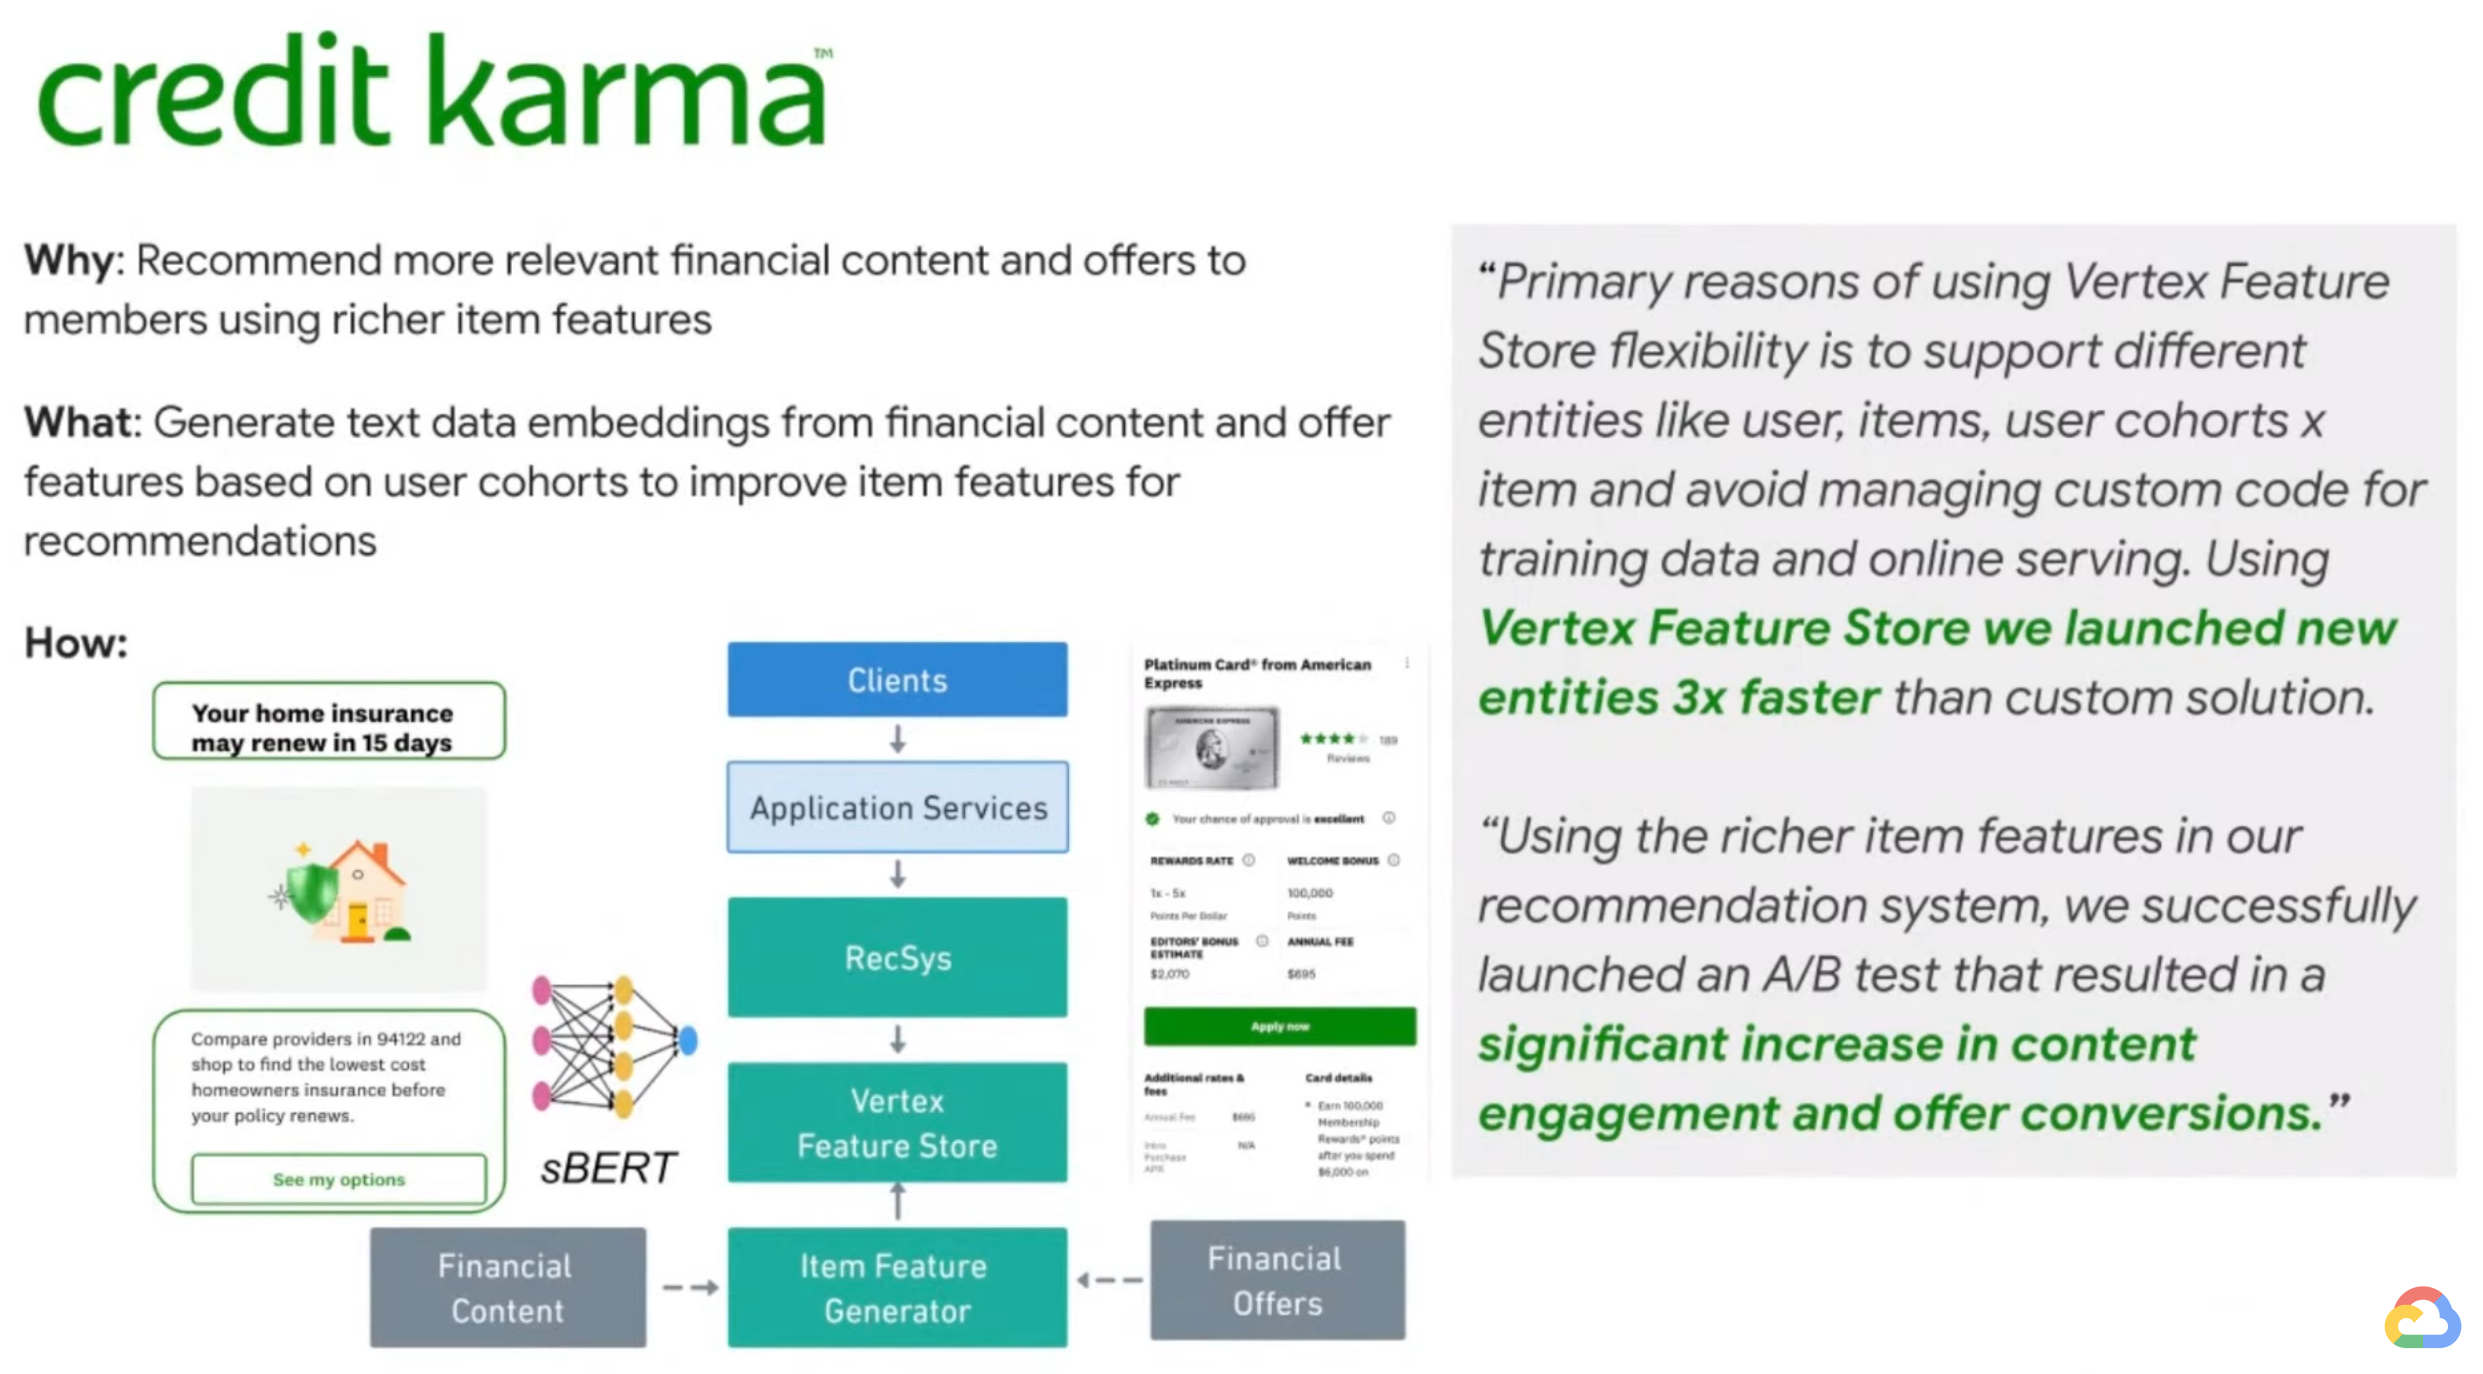 credit karma™
Why: Recommend more relevant financial content and offers to
members using richer item features
What: Generate text data embeddings from financial content and offer
features based on user cohorts to improve item features for
recommendations
How:
Your home insurance
may renew in 15 days
Compare providers in 94122 and
shop to find the lowest cost
homeowners insurance before
your policy renews.
See my options
sBERT
Clients
Application Services
RecSys
Vertex
Feature Store
Item Feature
Generator
Financial
Content
Financial
Offers
Platinum Card® from American
Express
AMERICAN EXPRESS
189
Reviews
Your chance of approval is excellent
REWARDS RATE
1x - 5x
Points Per Dollar
WELCOME BONUS
100,000
Points
EDITORS' BONUS
ESTIMATE
$2,070
ANNUAL FEE
$695
Apply now
Additional rates &
fees
Annual Fee $695
Intro
Purchase
APR
N/A
Card details
* Earn 100,000
Membership
Rewards® points
after you spend
$6,000 on
“Primary reasons of using Vertex Feature
Store flexibility is to support different
entities like user, items, user cohorts x
item and avoid managing custom code for
training data and online serving. Using
Vertex Feature Store we launched new
entities 3x faster than custom solution.
“Using the richer item features in our
recommendation system, we successfully
launched an A/B test that resulted in a
significant increase in content
engagement and offer conversions.”